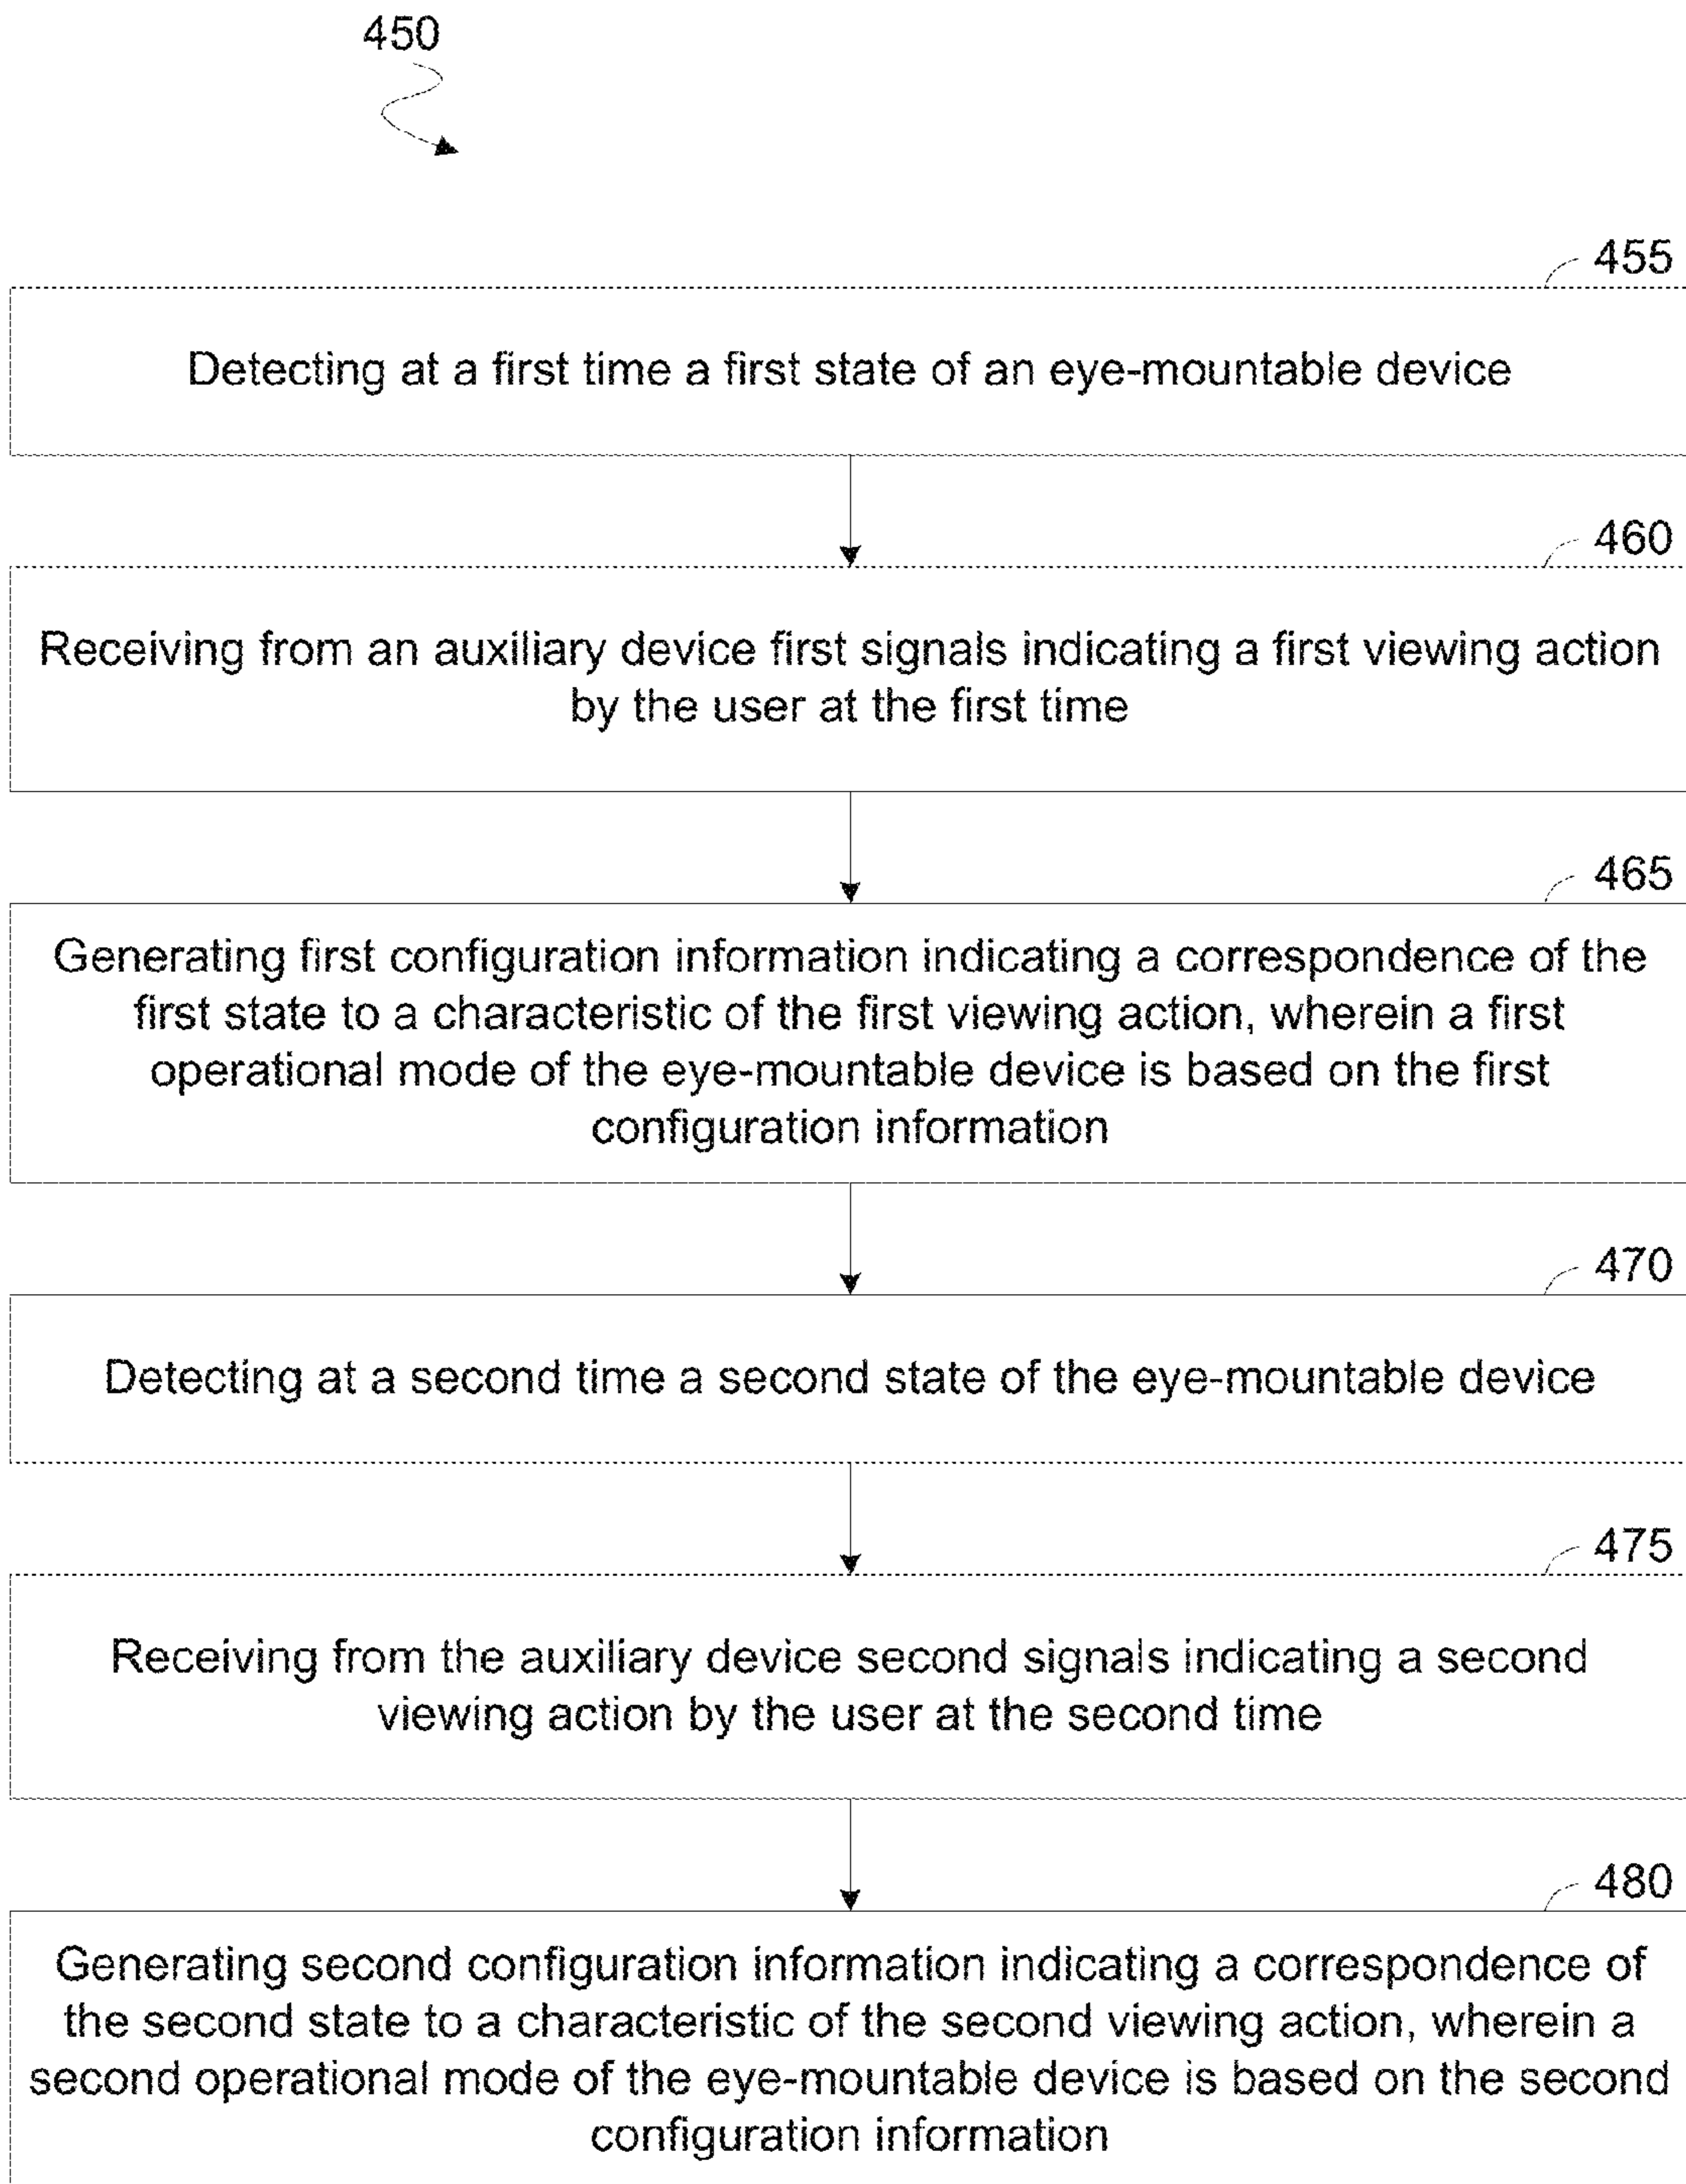 450
455
Detecting at a first time a first state of an eye-mountable device
460
Receiving from an auxiliary device first signals indicating a first viewing action
by the user at the first time
465
Generating first configuration information indicating a correspondence of the
first state to a characteristic of the first viewing action, wherein a first
operational mode of the eye-mountable device is based on the first
configuration information
470
Detecting at a second time a second state of the eye-mountable device
475
Receiving from the auxiliary device second signals indicating a second
viewing action by the user at the second time
480
Generating second configuration information indicating a correspondence of
the second state to a characteristic of the second viewing action, wherein a
second operational mode of the eye-mountable device is based on the second
configuration information